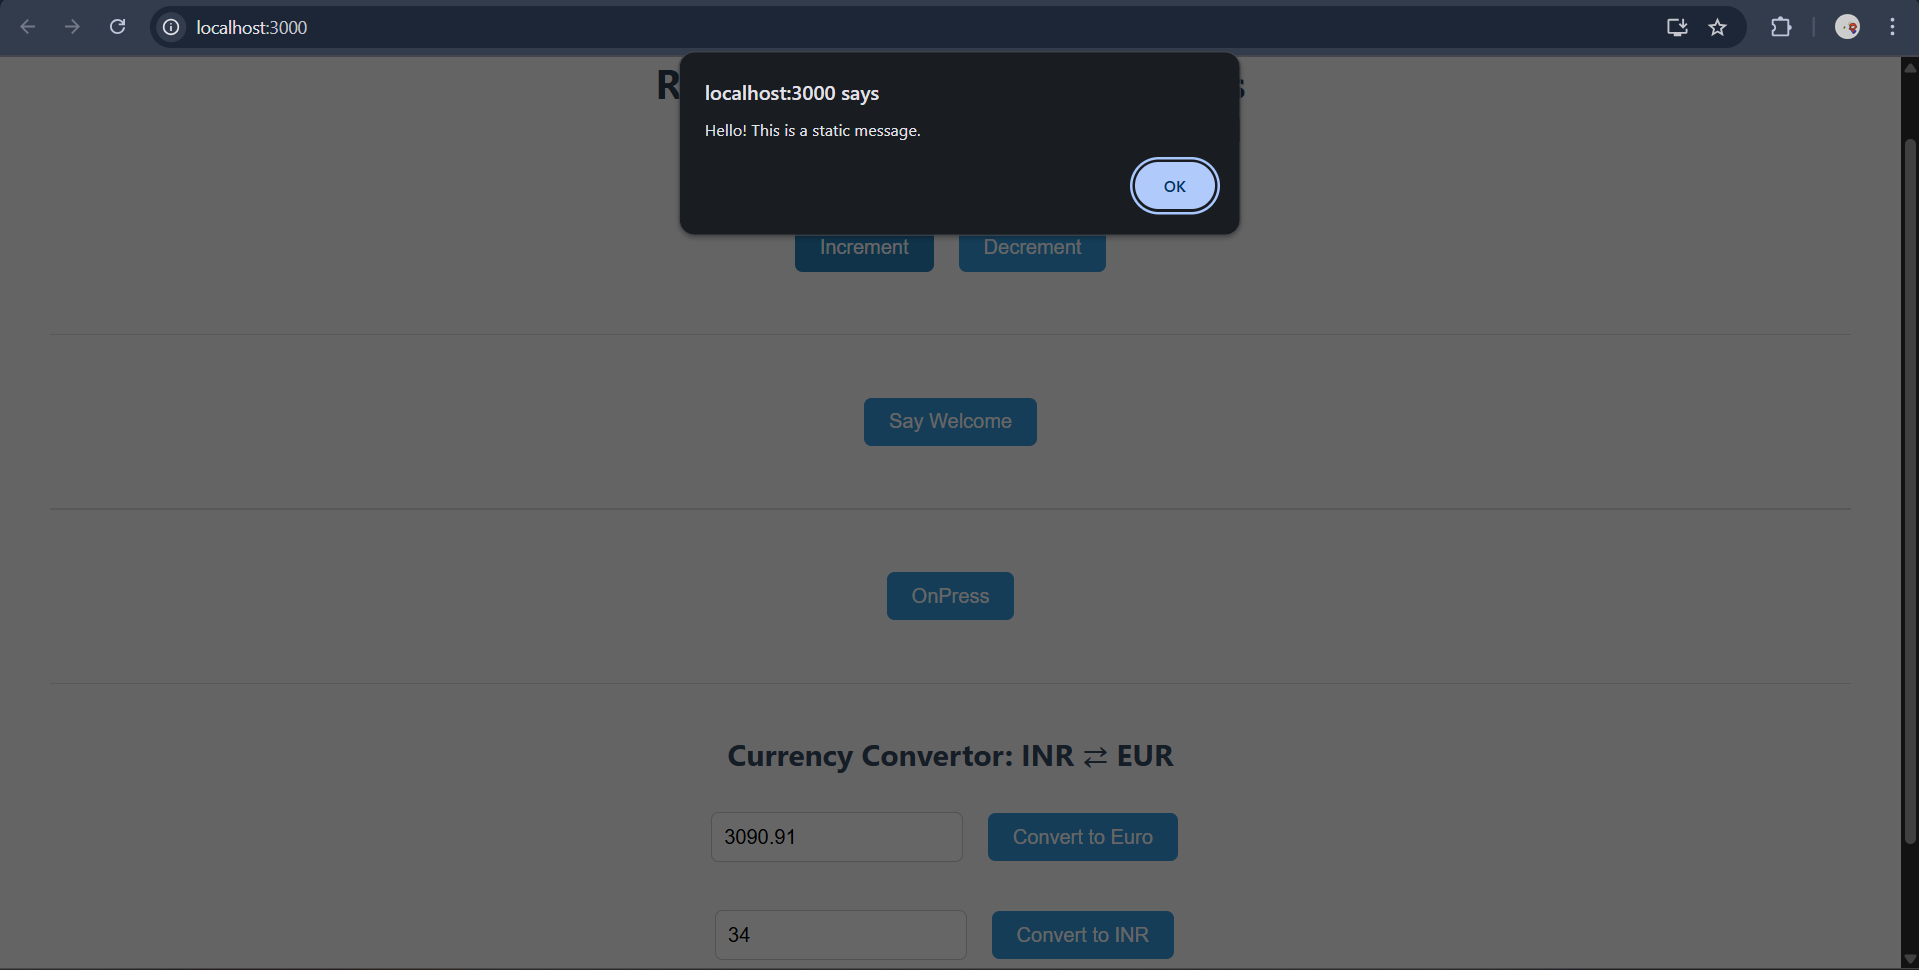 localhost:3000
localhost:3000 says
Hello! This is a static message.
OK
Increment Decrement
Say Welcome
OnPress
Currency Convertor: INR ⇄ EUR
3090.91 Convert to Euro
34 Convert to INR